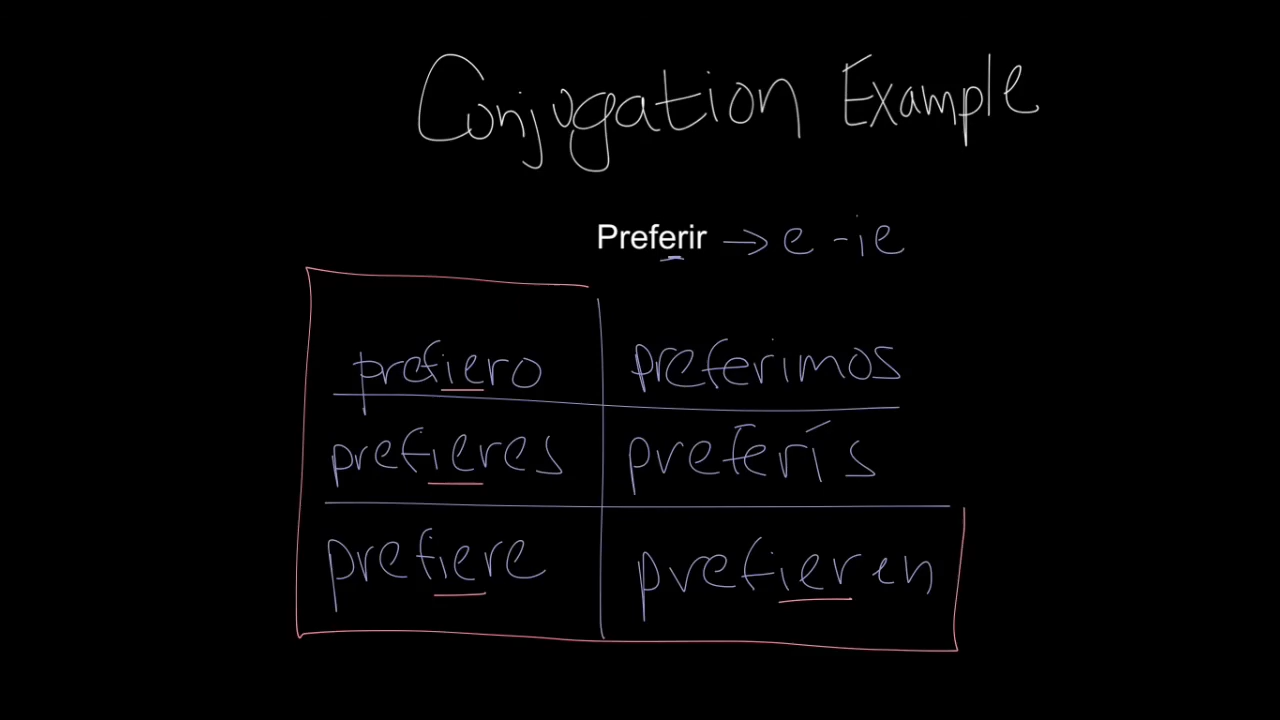 Conjugation Example
Preferir → e - ie
prefiero preferimos
prefieres preferís
prefiere prefieren